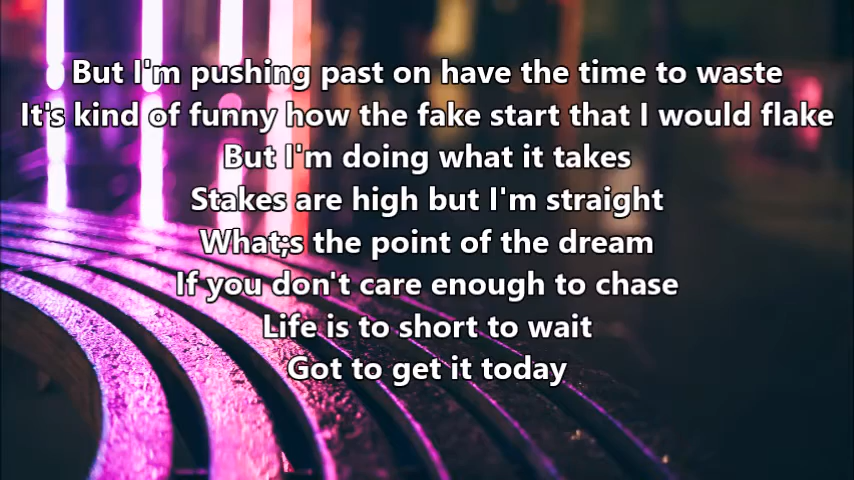 But I'm pushing past on have the time to waste
It's kind of funny how the fake start that I would flake
But I'm doing what it takes
Stakes are high but I'm straight
What;s the point of the dream
If you don't care enough to chase
Life is to short to wait
Got to get it today